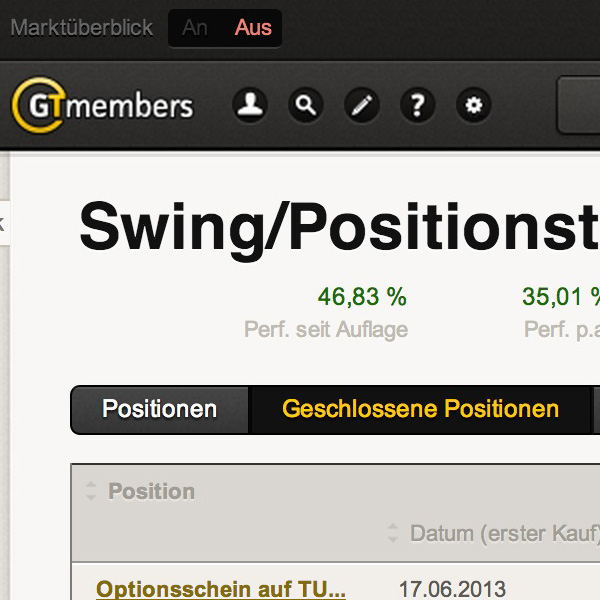 Marktüberblick An Aus
GTmembers
Swing/Positionst
46,83 % 35,01 %
Perf. seit Auflage Perf. p.a
Positionen Geschlossene Positionen
Position
Datum (erster Kauf)
Optionsschein auf TU... 17.06.2013